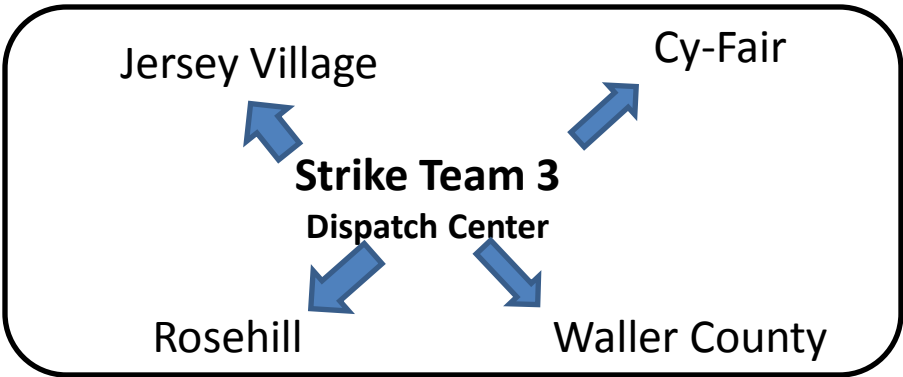 Jersey Village
Cy-Fair
Strike Team 3
Dispatch Center
Rosehill
Waller County